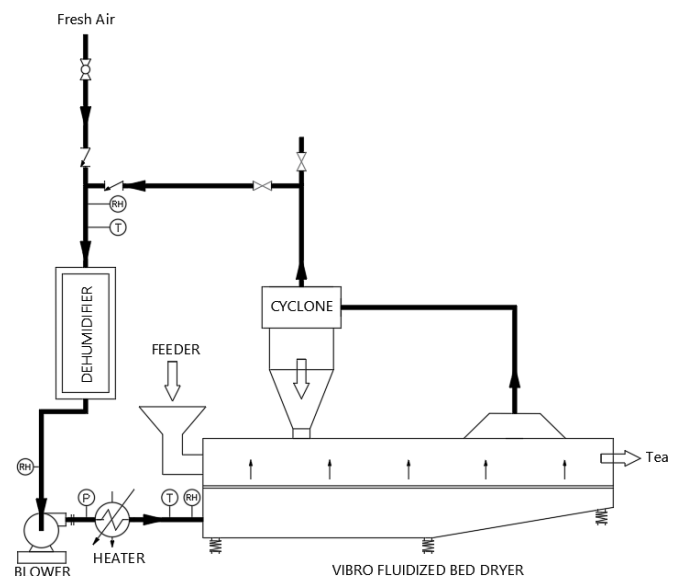 Fresh Air
RH
T
CYCLONE
DEHUMIDIFIER
FEEDER
Tea
RH
P
T
RH
HEATER
BLOWER
VIBRO FLUIDIZED BED DRYER